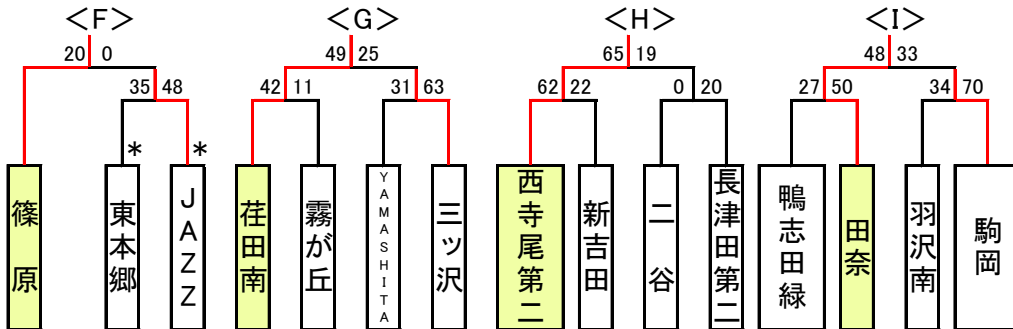 ＜F＞ ＜G＞ ＜H＞ ＜I＞
20 0 49 25 65 19 48 33
35 48 42 11 31 63 62 22 0 20 27 50 34 70
* *
篠原
東本郷
JAZZ
荏田南
霧が丘
YAMASHITA
三ッ沢
西寺尾第二
新吉田
二谷
長津田第二
鴨志田緑
田奈
羽沢南
駒岡